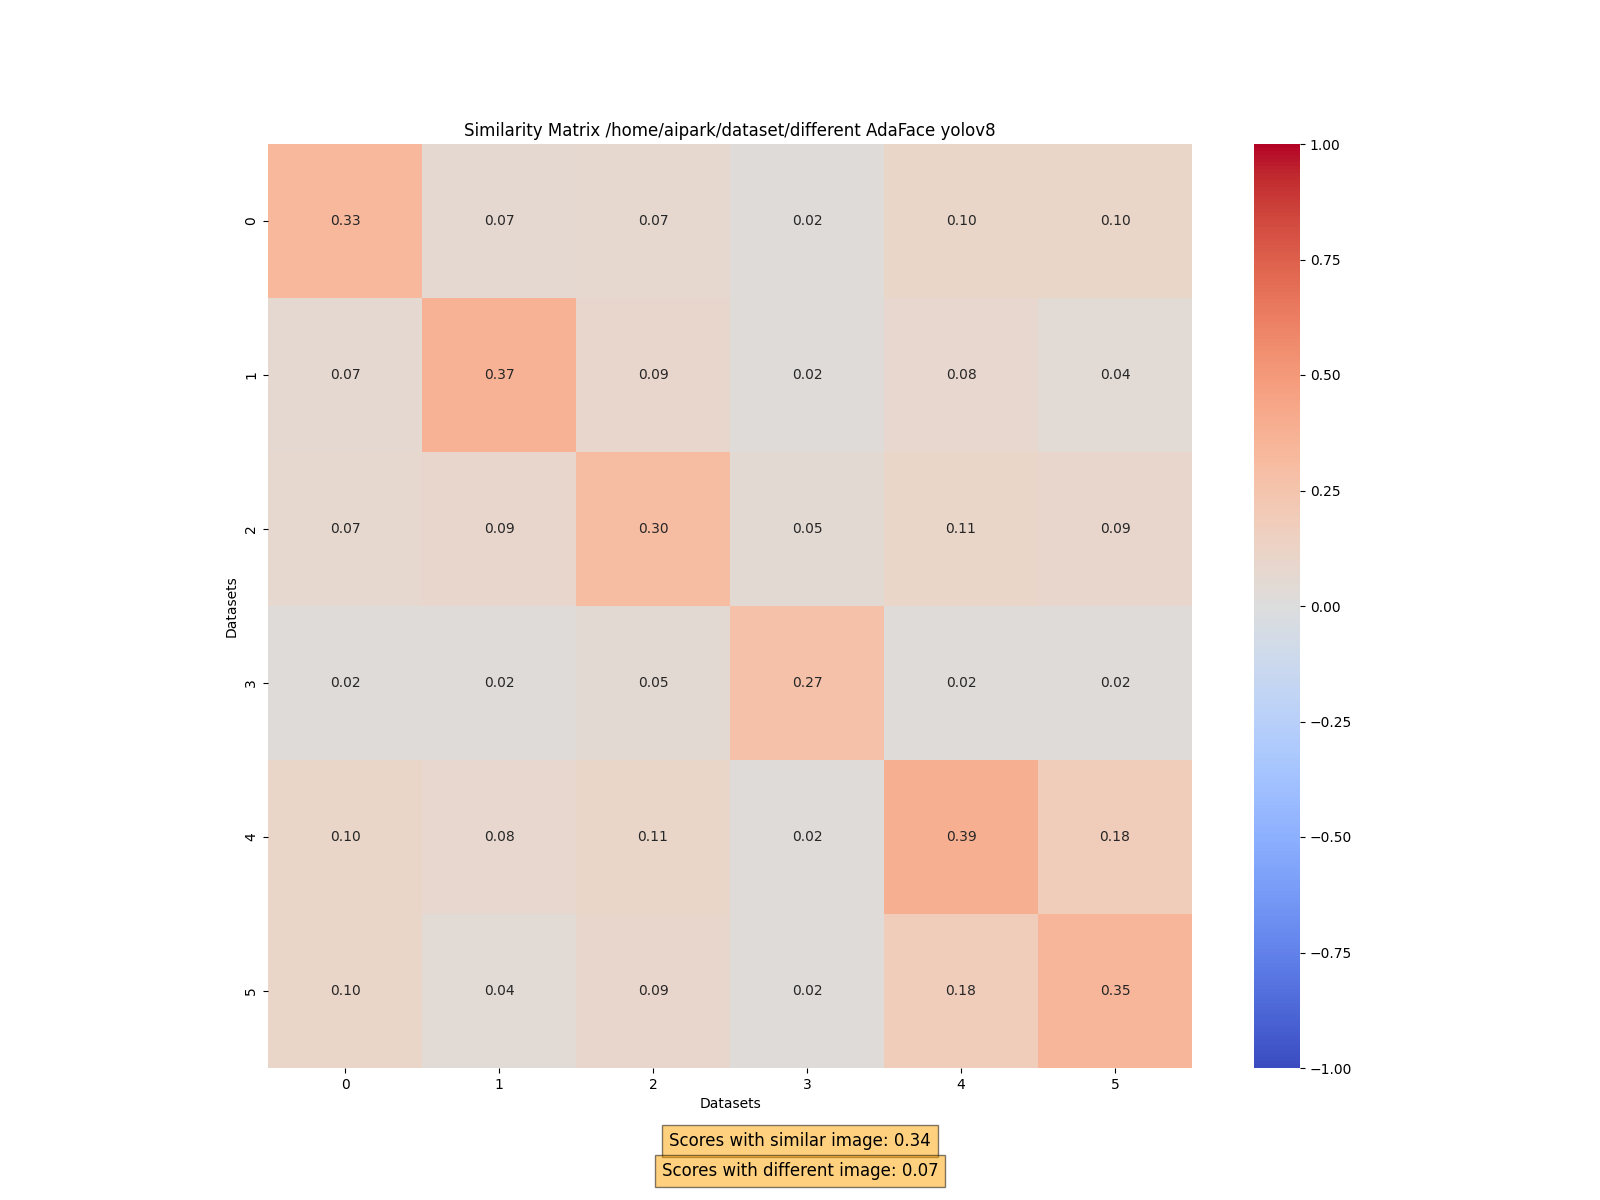 Similarity Matrix /home/aipark/dataset/different AdaFace yolov8
0 0.33 0.07 0.07 0.02 0.10 0.10
1 0.07 0.37 0.09 0.02 0.08 0.04
2 0.07 0.09 0.30 0.05 0.11 0.09
3 0.02 0.02 0.05 0.27 0.02 0.02
4 0.10 0.08 0.11 0.02 0.39 0.18
5 0.10 0.04 0.09 0.02 0.18 0.35
0 1 2 3 4 5
Datasets
Datasets
1.00
0.75
0.50
0.25
0.00
−0.25
−0.50
−0.75
−1.00
Scores with similar image: 0.34
Scores with different image: 0.07